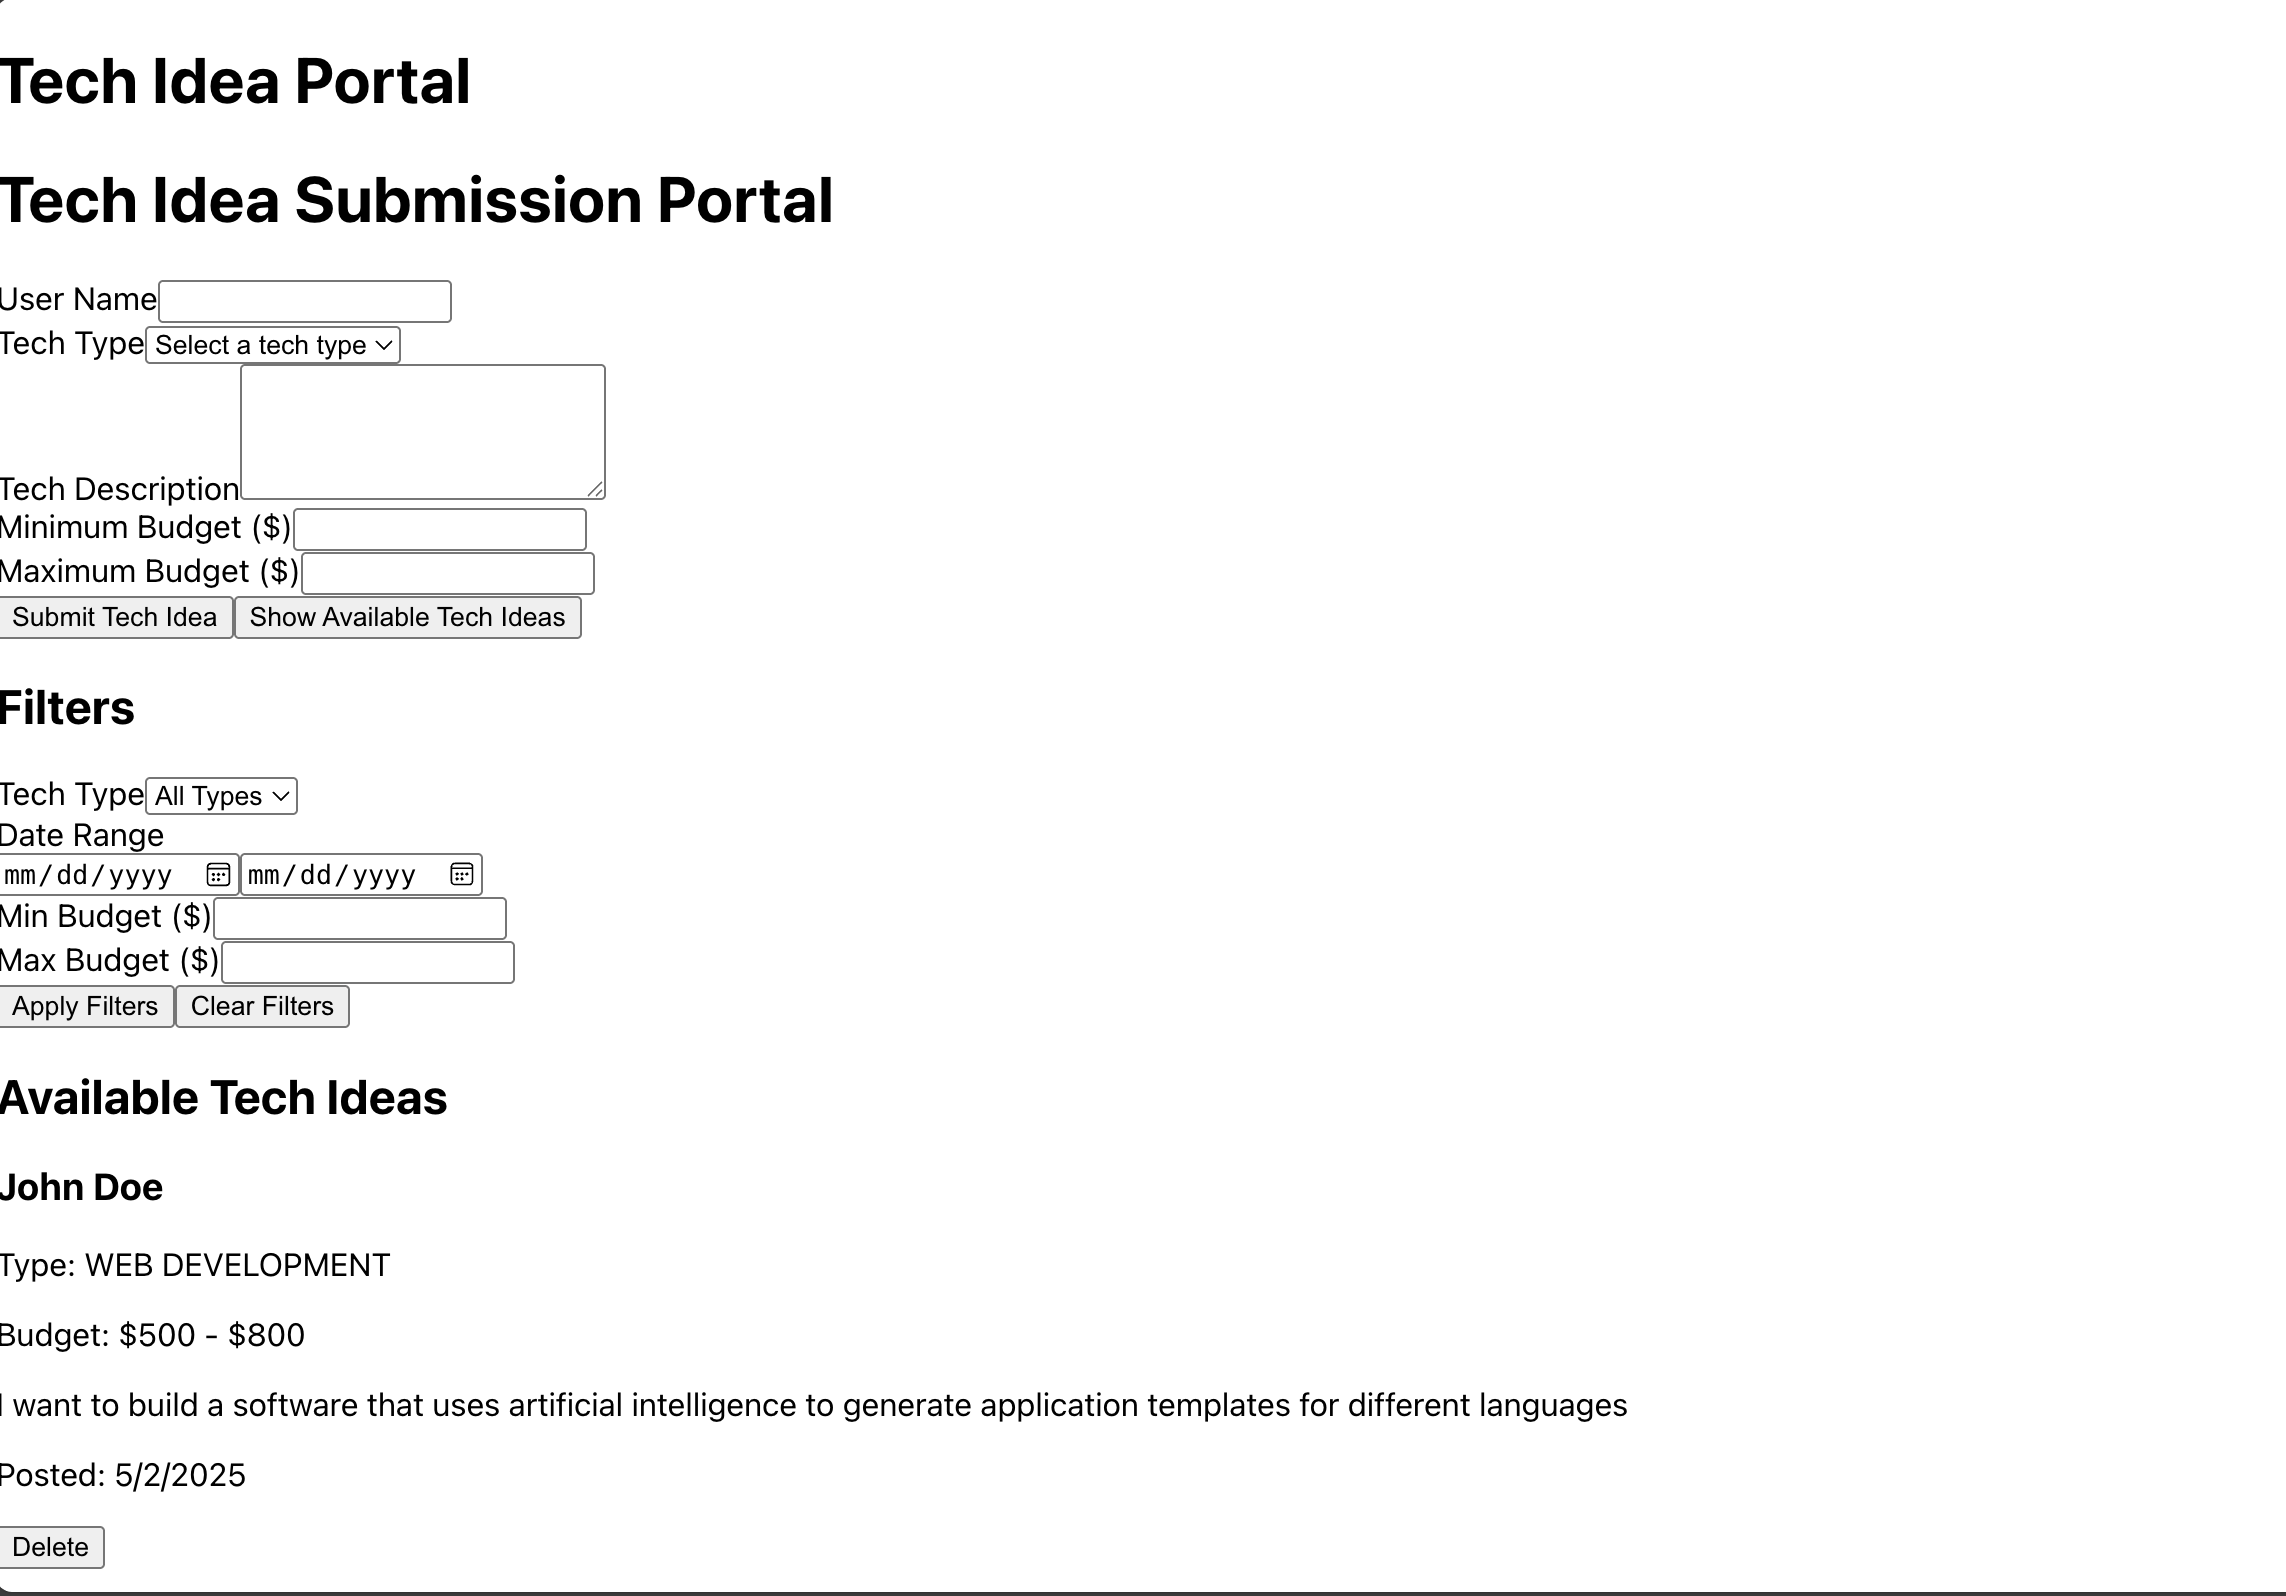 Tech Idea Portal
Tech Idea Submission Portal
User Name
Tech Type Select a tech type
Tech Description
Minimum Budget ($)
Maximum Budget ($)
Submit Tech Idea Show Available Tech Ideas
Filters
Tech Type All Types
Date Range
mm/dd/yyyy mm/dd/yyyy
Min Budget ($)
Max Budget ($)
Apply Filters Clear Filters
Available Tech Ideas
John Doe
Type: WEB DEVELOPMENT
Budget: $500 - $800
I want to build a software that uses artificial intelligence to generate application templates for different languages
Posted: 5/2/2025
Delete